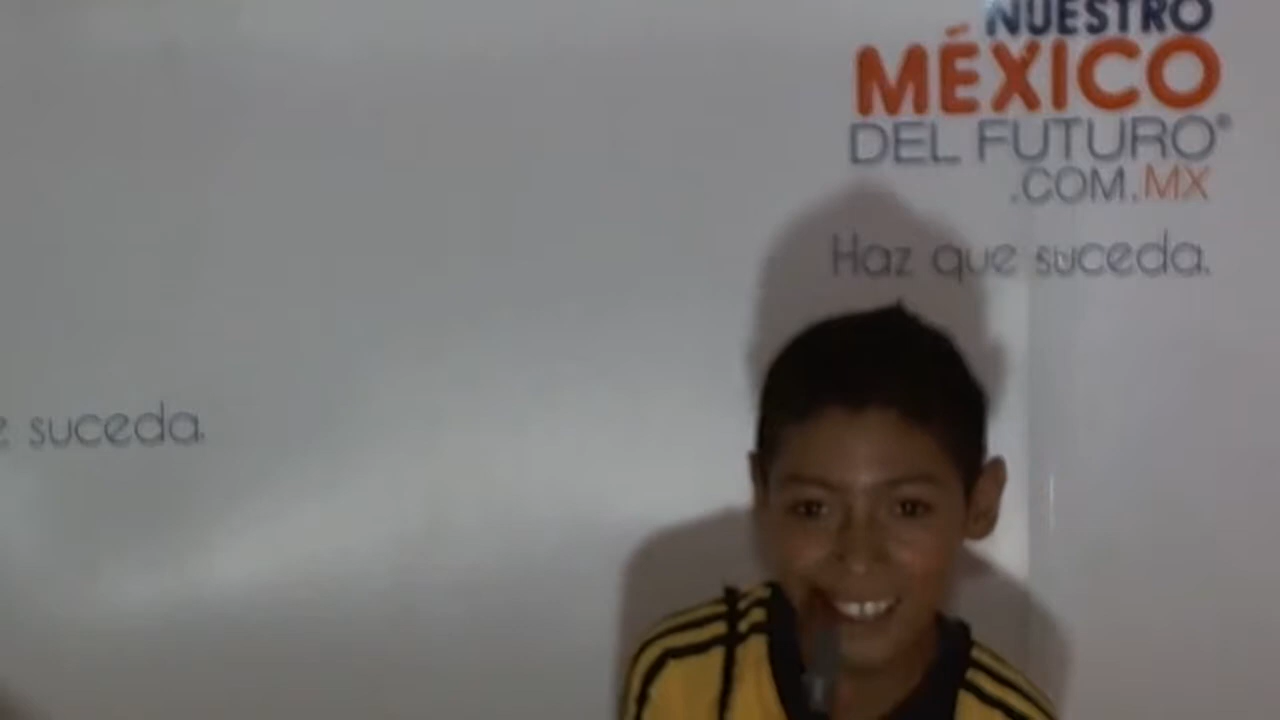 NUESTRO
MÉXICO
DEL FUTURO®
.COM.MX
Haz que suceda.
suceda.